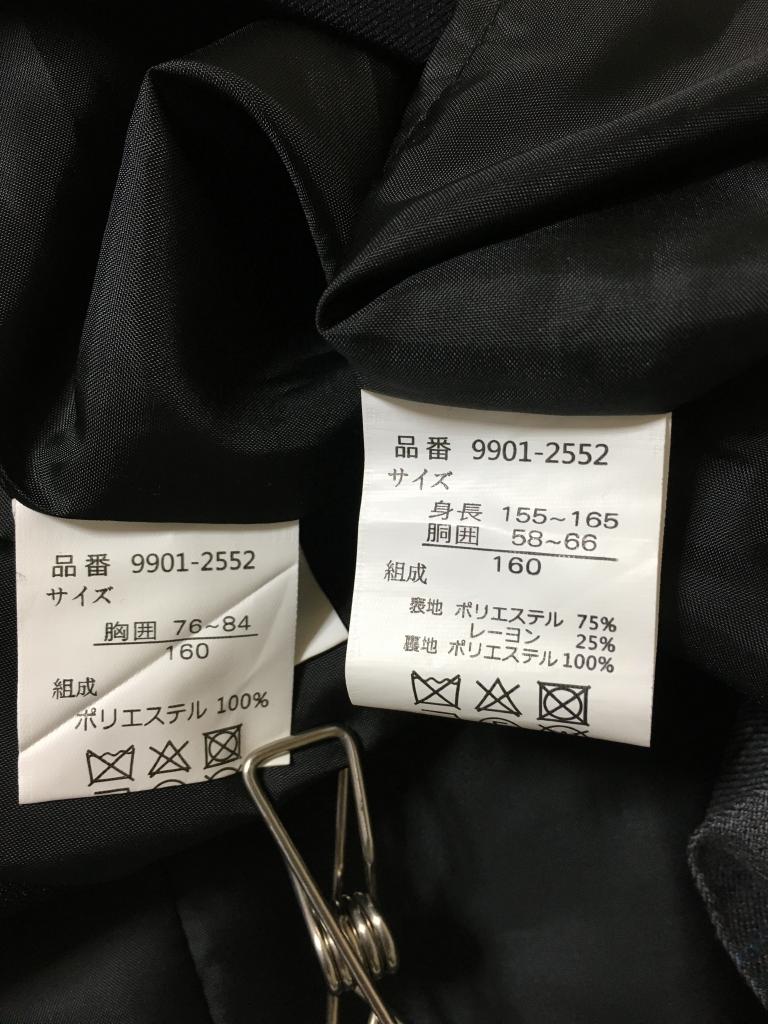 品番 9901-2552
サイズ
胸囲 76~84
160
組成
ポリエステル 100%
品番 9901-2552
サイズ
身長 155~165
胴囲 58~66
160
組成
表地 ポリエステル 75%
レーヨン 25%
裏地 ポリエステル 100%